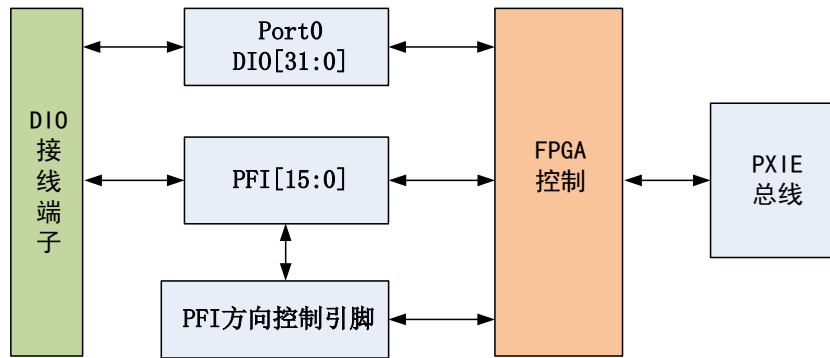 DIO
接
线
端
子
Port0
DIO[31:0]
PFI[15:0]
PFI方向控制引脚
FPGA
控制
PXIE
总线